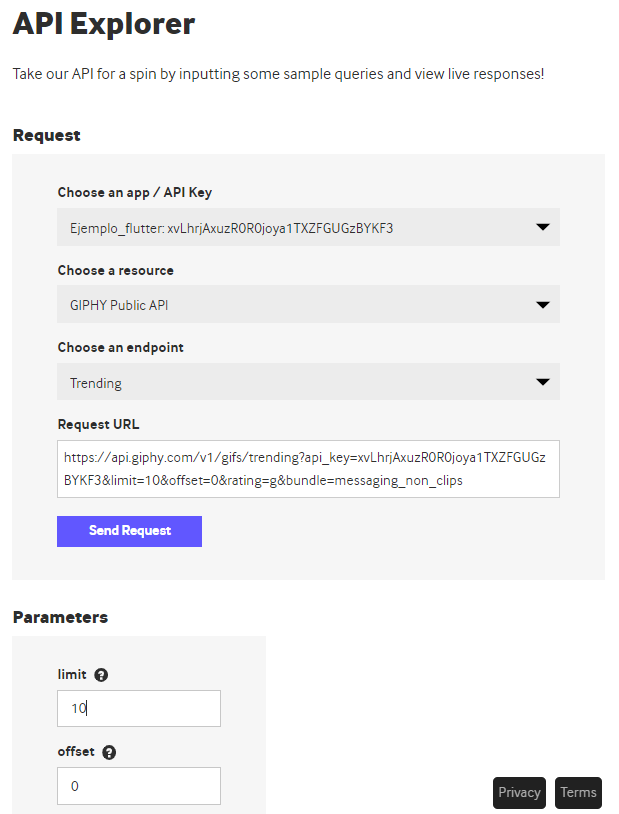 API Explorer
Take our API for a spin by inputting some sample queries and view live responses!
Request
Choose an app / API Key
Ejemplo_flutter: xvLhrjAxuzR0R0joya1TXZFGUGzBYKF3
Choose a resource
GIPHY Public API
Choose an endpoint
Trending
Request URL
https://api.giphy.com/v1/gifs/trending?api_key=xvLhrjAxuzR0R0joya1TXZFGUGz
BYKF3&limit=10&offset=0&rating=g&bundle=messaging_non_clips
Send Request
Parameters
limit ?
10
offset ?
0
Privacy Terms